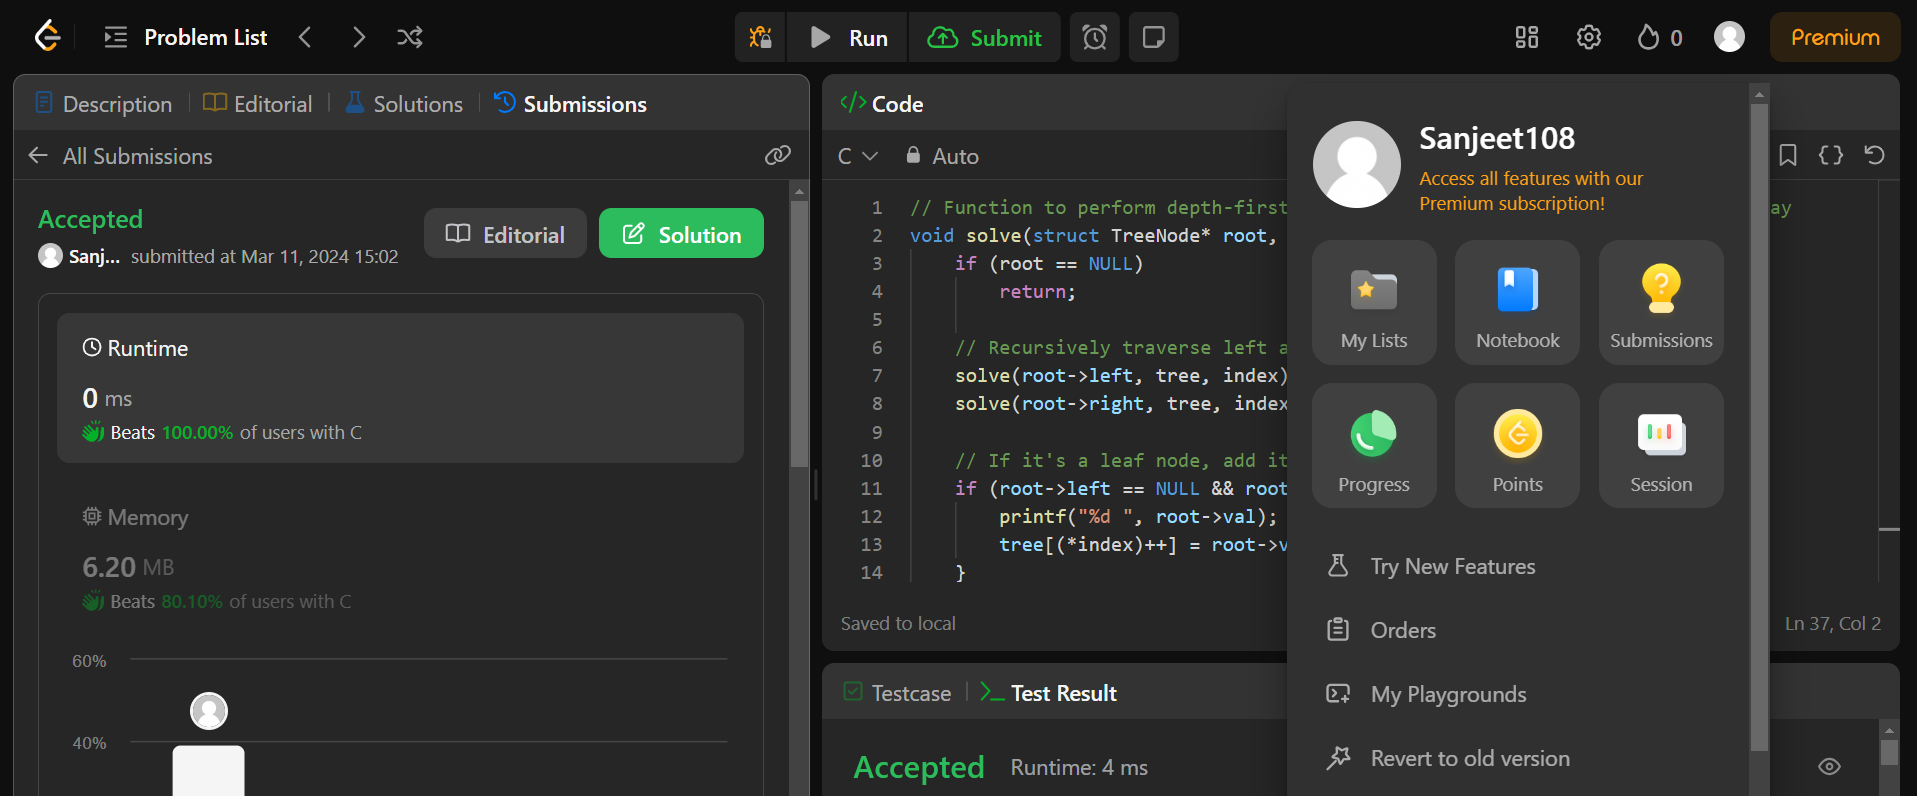 Problem List
Run
Submit
0
Premium
Description
Editorial
Solutions
Submissions
All Submissions
Accepted
Sanj... submitted at Mar 11, 2024 15:02
Editorial
Solution
Runtime
0 ms
Beats 100.00% of users with C
Memory
6.20 MB
Beats 80.10% of users with C
60%
40%
Code
C
Auto
1 // Function to perform depth-first
ay
2 void solve(struct TreeNode* root,
3 if (root == NULL)
4 return;
5
6 // Recursively traverse left a
7 solve(root->left, tree, index)
8 solve(root->right, tree, index
9
10 // If it's a leaf node, add it
11 if (root->left == NULL && root
12 printf("%d ", root->val);
13 tree[(*index)++] = root->v
14 }
Saved to local
Ln 37, Col 2
Testcase
Test Result
Accepted
Runtime: 4 ms
Sanjeet108
Access all features with our
Premium subscription!
My Lists
Notebook
Submissions
Progress
Points
Session
Try New Features
Orders
My Playgrounds
Revert to old version